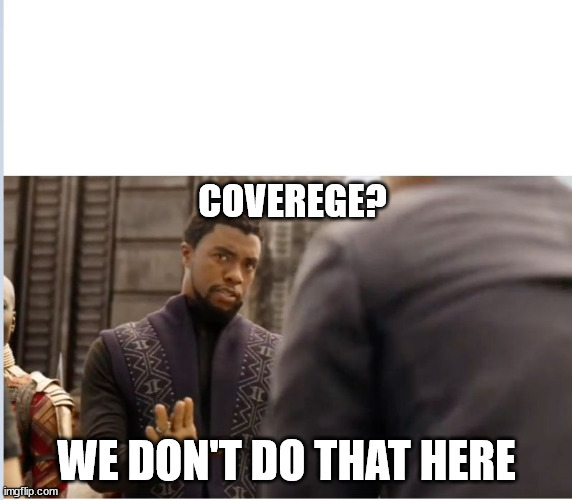 COVEREGE?
WE DON'T DO THAT HERE
imgflip.com